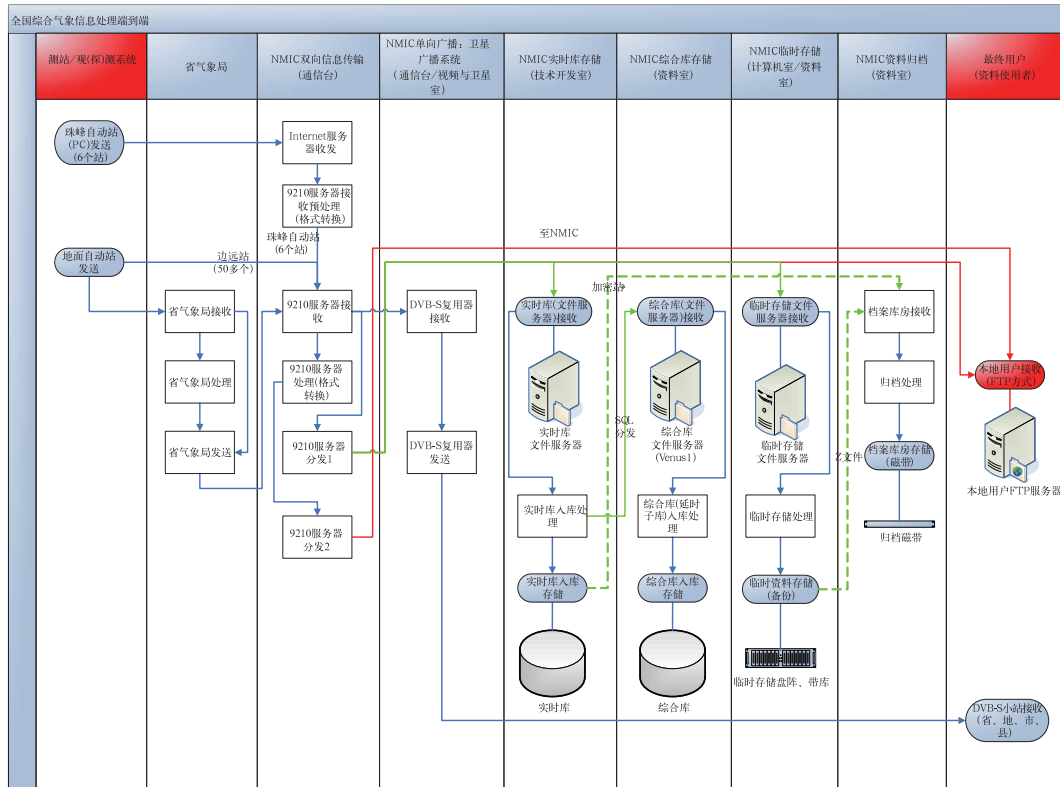 全国综合气象信息处理端到端
测站/观(探)测系统
省气象局
NMIC双向信息传输
(通信台)
NMIC单向广播:卫星
广播系统
(通信台/视频与卫星
室)
NMIC实时库存储
(技术开发室)
NMIC综合库存储
(资料室)
NMIC临时存储
(计算机室/资料
室)
NMIC资料归档
(资料室)
最终用户
(资料使用者)
珠峰自动站
(PC)发送
(6个站)
Internet服务
器收发
9210服务器接
收预处理
(格式转换)
珠峰自动站
(6个站)
至NMIC
地面自动站
发送
边远站
(50多个)
加密站
省气象局接收
9210服务器接
收
DVB-S复用器
接收
实时库(文件服
务器)接收
综合库(文件
服务器)接收
临时存储文件
服务器接收
档案库房接收
省气象局处理
9210服务器
处理(格式
转换)
归档处理
本地用户接收
(FTP方式)
省气象局发送
9210服务器
分发1
DVB-S复用器
发送
实时库
文件服务器
SQL
分发
综合库
文件服务器
(Venus1)
临时存储
文件服务器
Z文件
档案库房存储
(磁带)
本地用户FTP服务器
9210服务器
分发2
实时库入库处
理
综合库(延时
子库)入库处
理
临时存储处理
归档磁带
实时库入库
存储
综合库入库
存储
临时资料存储
(备份)
实时库
综合库
临时存储盘阵、带库
DVB-S小站接收
(省、地、市、
县)